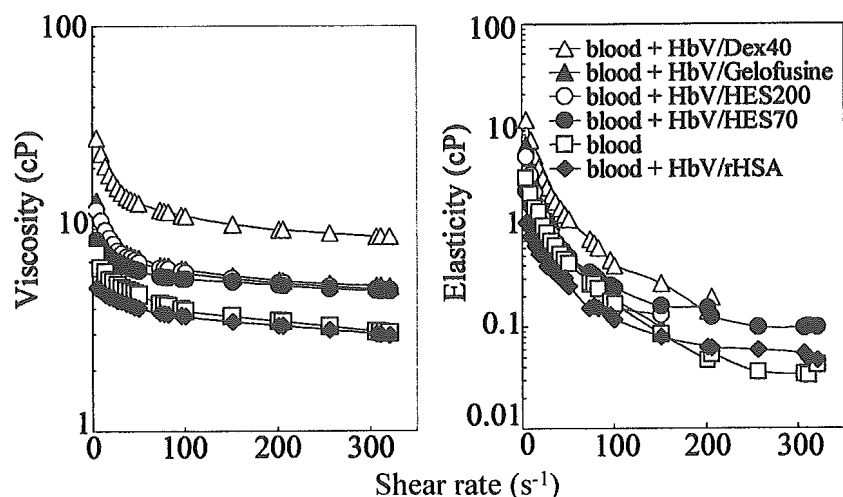 100
10
1
Viscosity (cP)
0
100
200
300
100
10
1
0.1
0.01
Elasticity (cP)
blood + HbV/Dex40
blood + HbV/Gelofusine
blood + HbV/HES200
blood + HbV/HES70
blood
blood + HbV/rHSA
0
100
200
300
Shear rate (s⁻¹)